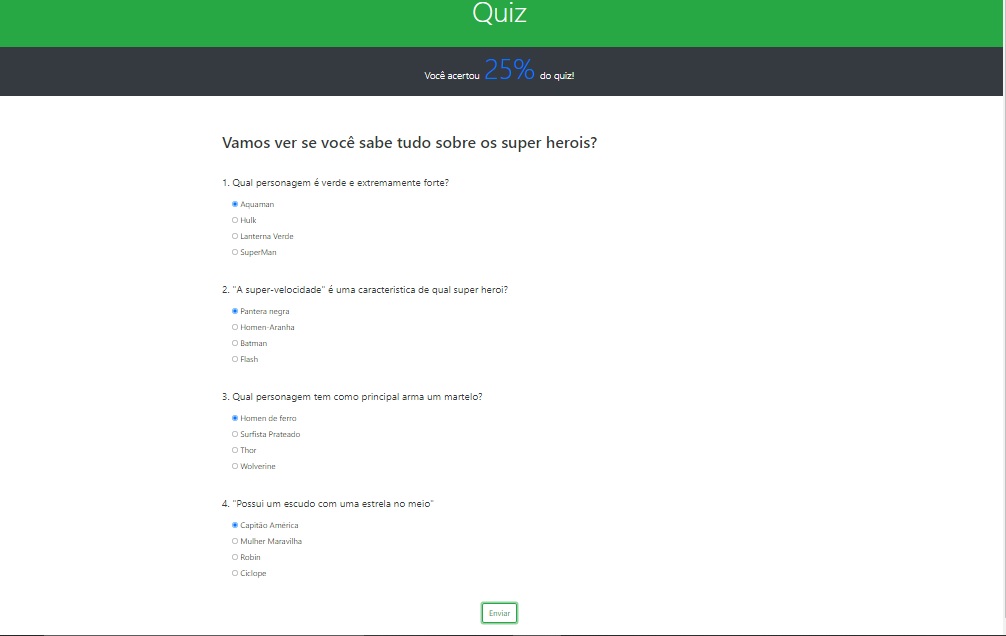 Quiz
Você acertou 25% do quiz!
Vamos ver se você sabe tudo sobre os super herois?
1. Qual personagem é verde e extremamente forte?
Aquaman
Hulk
Lanterna Verde
SuperMan
2. "A super-velocidade" é uma caracteristica de qual super heroi?
Pantera negra
Homen-Aranha
Batman
Flash
3. Qual personagem tem como principal arma um martelo?
Homen de ferro
Surfista Prateado
Thor
Wolverine
4. "Possui um escudo com uma estrela no meio"
Capitão América
Mulher Maravilha
Robin
Ciclope
Enviar